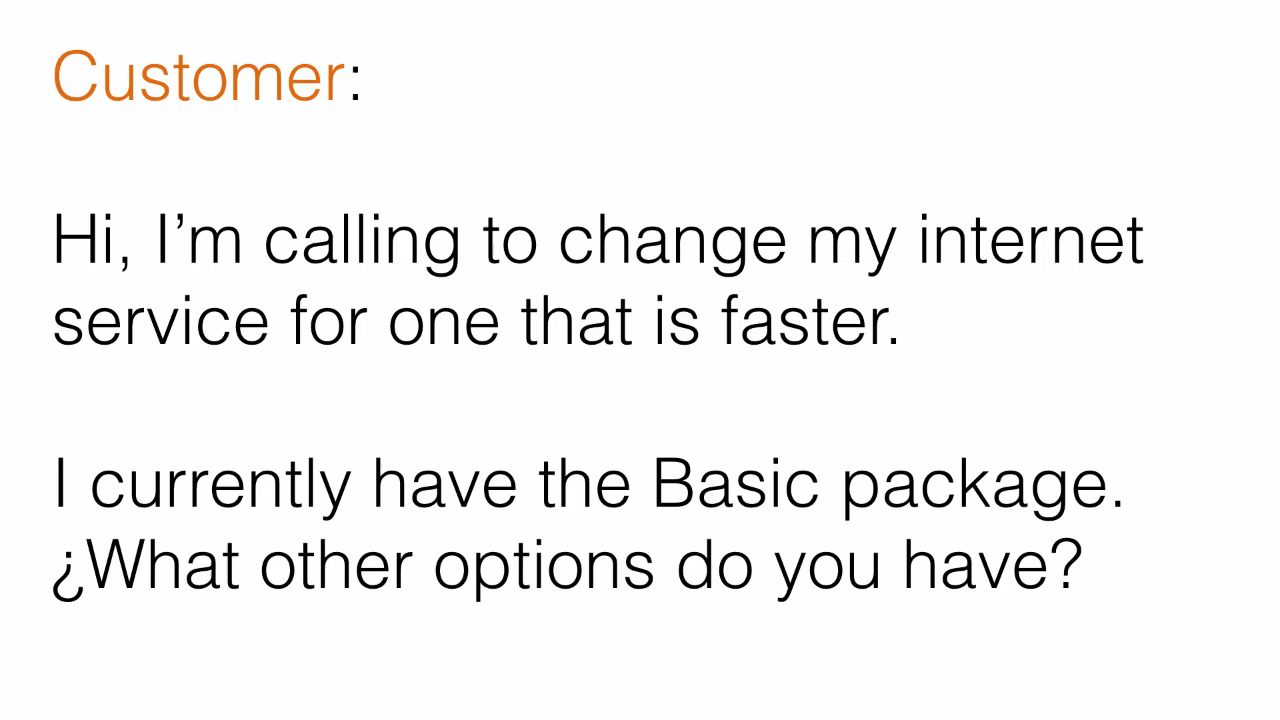 Customer:
Hi, I’m calling to change my internet
service for one that is faster.
I currently have the Basic package.
¿What other options do you have?